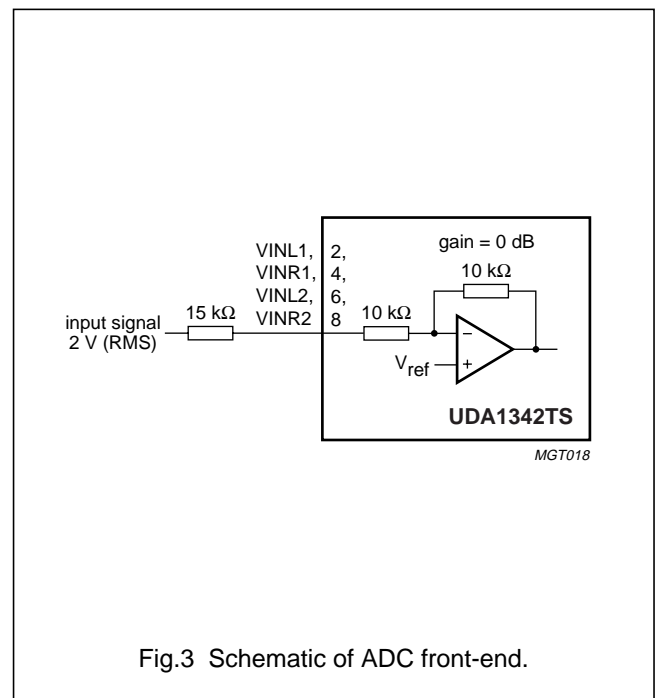 gain = 0 dB
10 kΩ
VINL1, 2,
VINR1, 4,
VINL2, 6,
VINR2 8
15 kΩ
10 kΩ
input signal
2 V (RMS)
−
Vref
+
UDA1342TS
MGT018
Fig.3 Schematic of ADC front-end.